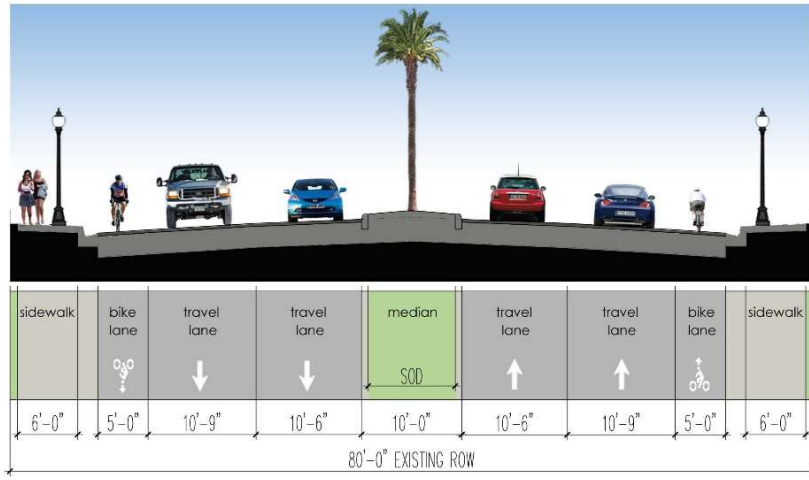 sidewalk
bike
lane
travel
lane
travel
lane
median
SOD
travel
lane
travel
lane
bike
lane
sidewalk
6'-0"
5'-0"
10'-9"
10'-6"
10'-0"
10'-6"
10'-9"
5'-0"
6'-0"
80'-0" EXISTING ROW